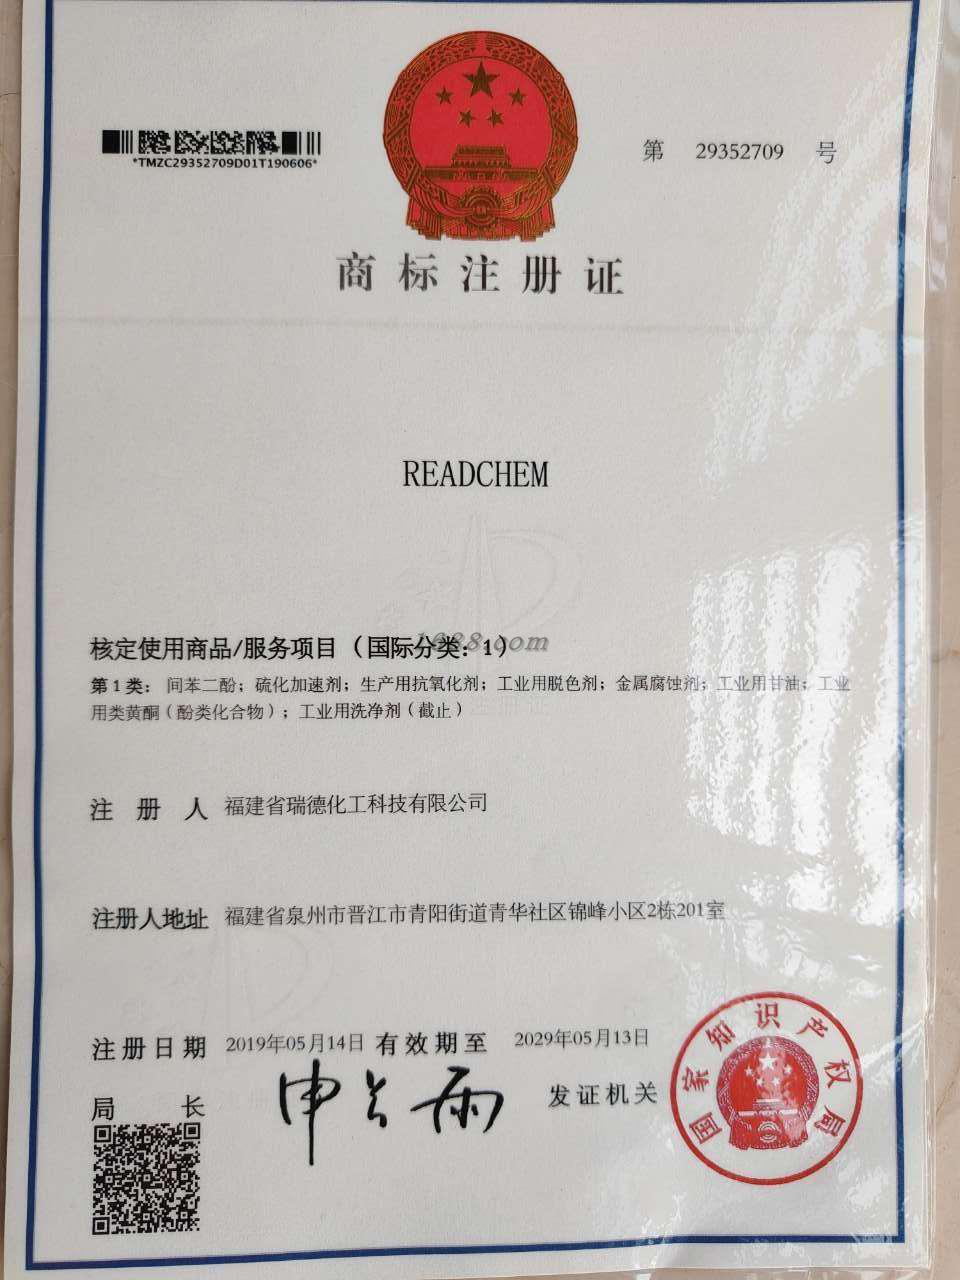 *TMZC29352709D01T190606*
第 29352709 号
商标注册证
READCHEM
1688.com
核定使用商品/服务项目（国际分类：1）
第1类：间苯二酚；硫化加速剂；生产用抗氧化剂；工业用脱色剂；金属腐蚀剂；工业用甘油；工业
用类黄酮（酚类化合物）；工业用洗净剂（截止）
注册人 福建省瑞德化工科技有限公司
注册人地址 福建省泉州市晋江市青阳街道青华社区锦峰小区2栋201室
注册日期 2019年05月14日 有效期至 2029年05月13日
局长 申长雨 发证机关
国家知识产权局